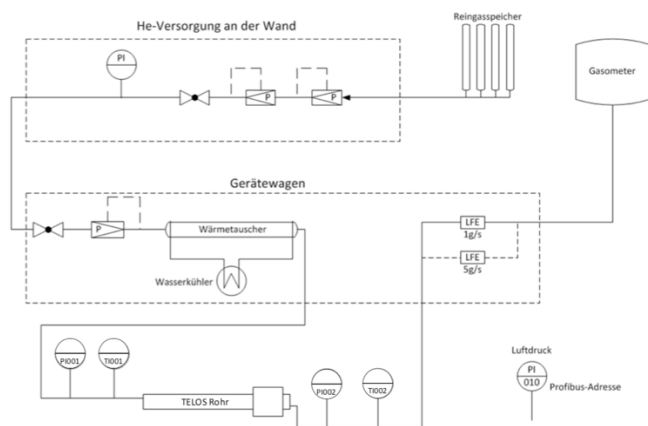 He-Versorgung an der Wand
Reingasspeicher
PI
Gasometer
P
P
Gerätewagen
P
Wärmetauscher
LFE
1g/s
LFE
5g/s
Wasserkühler
PI001
TI001
PI002
TI002
Luftdruck
PI
010
Profibus-Adresse
TELOS Rohr